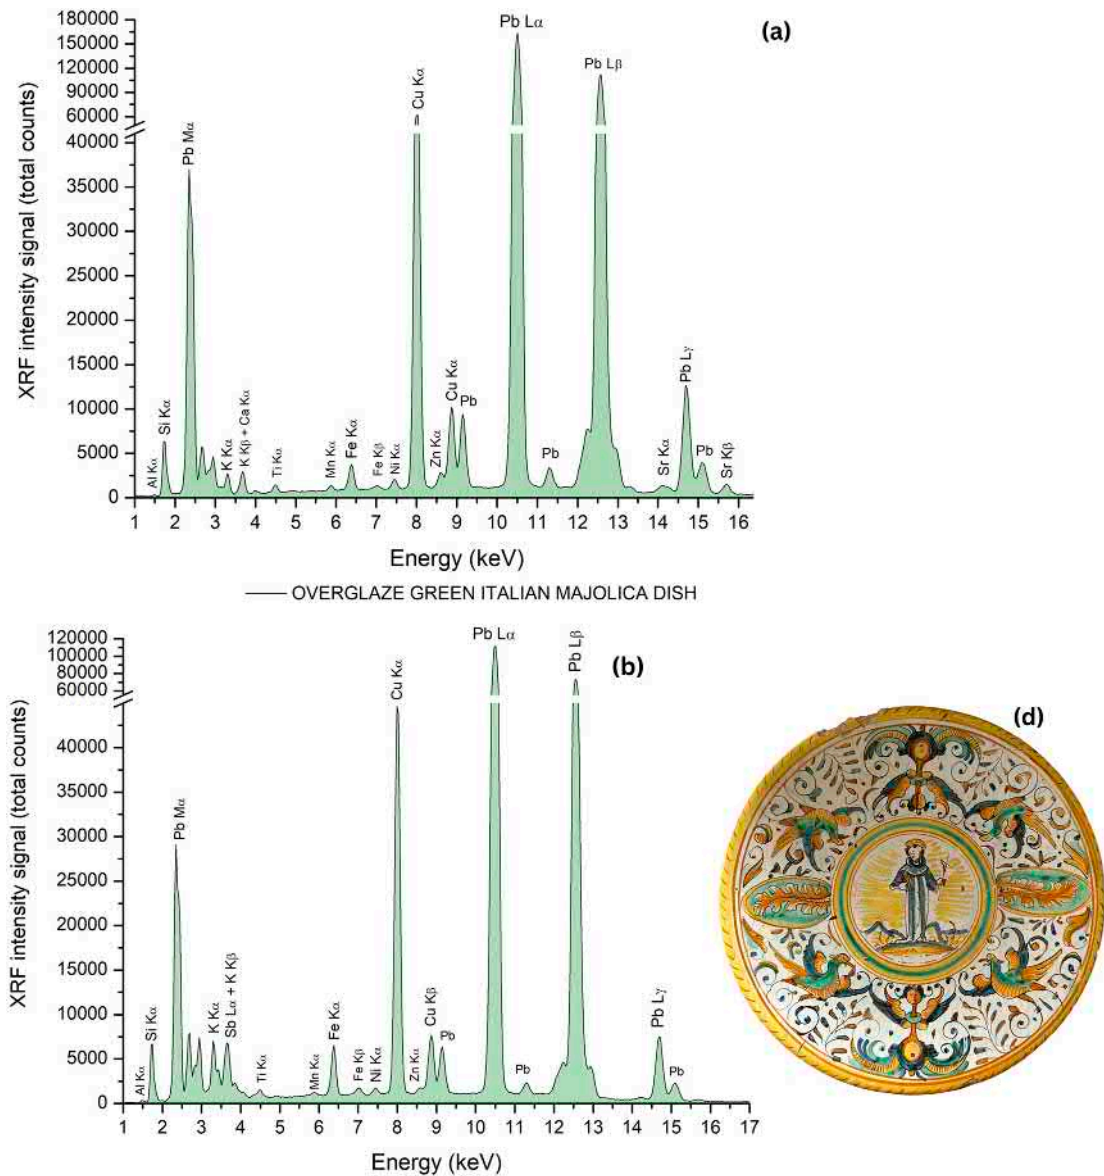 180000
(a)
150000
120000
90000
60000
40000
35000
30000
25000
20000
15000
10000
5000
0
XRF intensity signal (total counts)
Al Kα
Si Kα
Pb Mα
K Kα
K Kβ + Ca Kα
Ti Kα
Mn Kα
Fe Kα
Fe Kβ
Ni Kα
Cu Kα
Zn Kα
Cu Kα
Pb
Pb Lα
Pb
Pb Lβ
Sr Kα
Pb Lγ
Pb
Sr Kβ
1 2 3 4 5 6 7 8 9 10 11 12 13 14 15 16
Energy (keV)
OVERGLAZE GREEN ITALIAN MAJOLICA DISH
120000
(b)
100000
80000
60000
40000
30000
25000
20000
15000
10000
5000
0
XRF intensity signal (total counts)
Al Kα
Si Kα
Pb Mα
K Kα
Sb Lα + K Kβ
Ti Kα
Mn Kα
Fe Kα
Fe Kβ
Ni Kα
Cu Kα
Zn Kα
Cu Kβ
Pb
Pb Lα
Pb
Pb Lβ
Pb Lγ
Pb
1 2 3 4 5 6 7 8 9 10 11 12 13 14 15 16 17
Energy (keV)
(d)